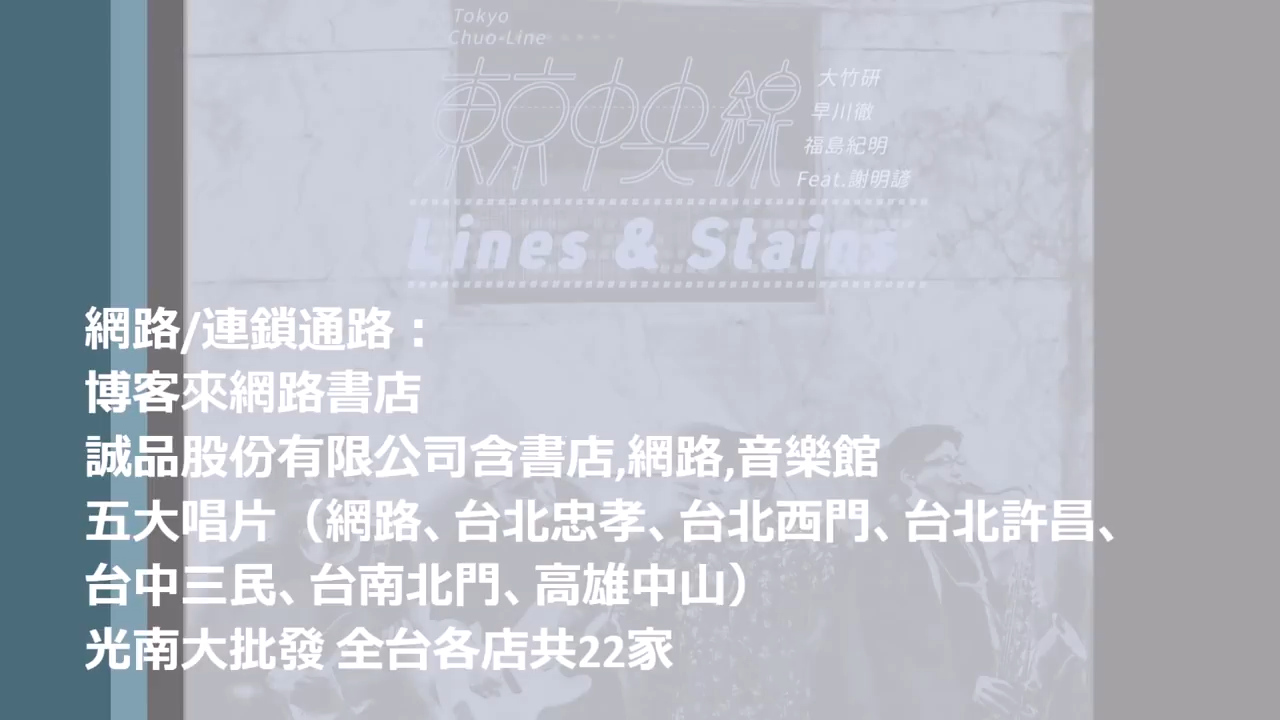 Tokyo
Chuo-Line
東京中央線
大竹研
早川徹
福島紀明
Feat.謝明諺
Lines & Stains
網路/連鎖通路：
博客來網路書店
誠品股份有限公司含書店,網路,音樂館
五大唱片（網路、台北忠孝、台北西門、台北許昌、
台中三民、台南北門、高雄中山）
光南大批發 全台各店共22家